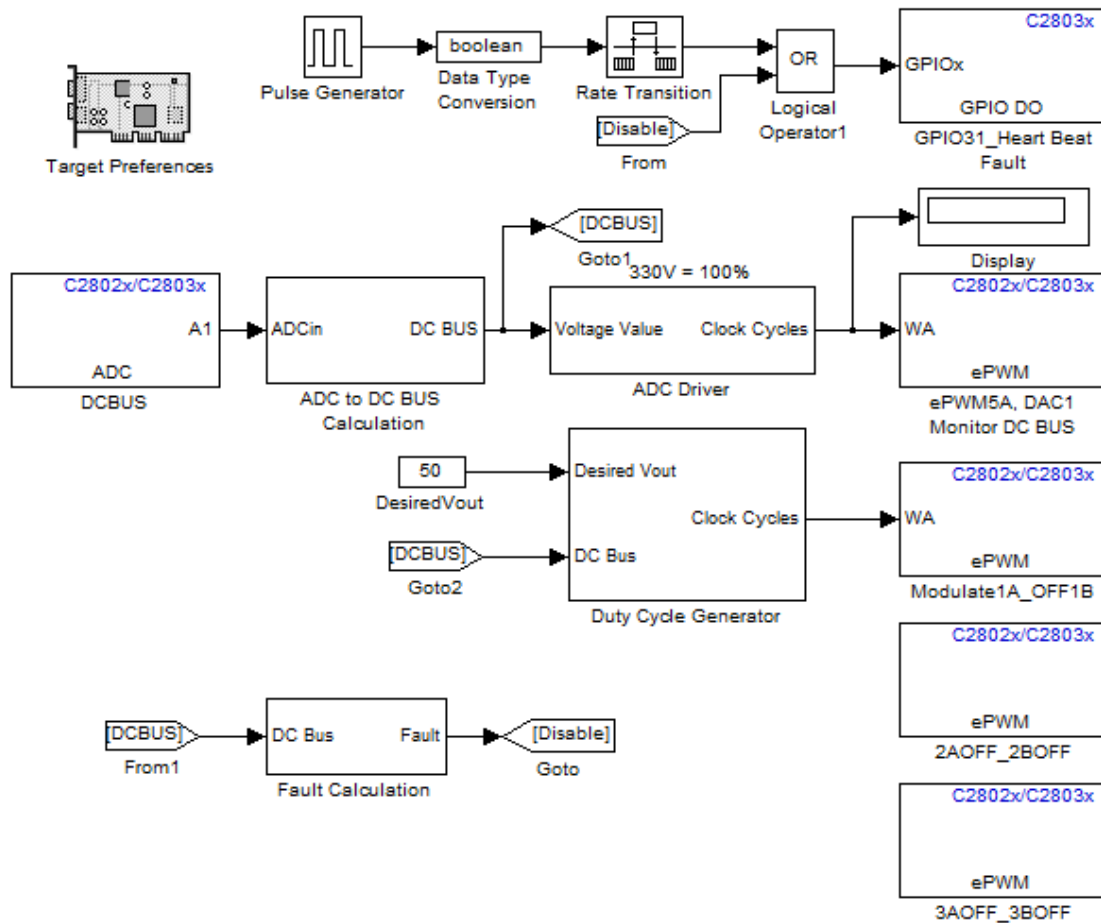 C2803x
boolean
OR
GPIOx
Pulse Generator
Data Type
Conversion
Rate Transition
Logical
Operator1
GPIO DO
[Disable]
From
GPIO31_Heart Beat
Fault
Target Preferences
[DCBUS]
Goto1
Display
330V = 100%
C2802x/C2803x
A1
ADC
DCBUS
ADCin
DC BUS
ADC to DC BUS
Calculation
Voltage Value
Clock Cycles
ADC Driver
C2802x/C2803x
WA
ePWM
ePWM5A, DAC1
Monitor DC BUS
50
DesiredVout
[DCBUS]
Goto2
Desired Vout
DC Bus
Clock Cycles
Duty Cycle Generator
C2802x/C2803x
WA
ePWM
Modulate1A_OFF1B
C2802x/C2803x
ePWM
2AOFF_2BOFF
[DCBUS]
From1
DC Bus
Fault
Fault Calculation
[Disable]
Goto
C2802x/C2803x
ePWM
3AOFF_3BOFF